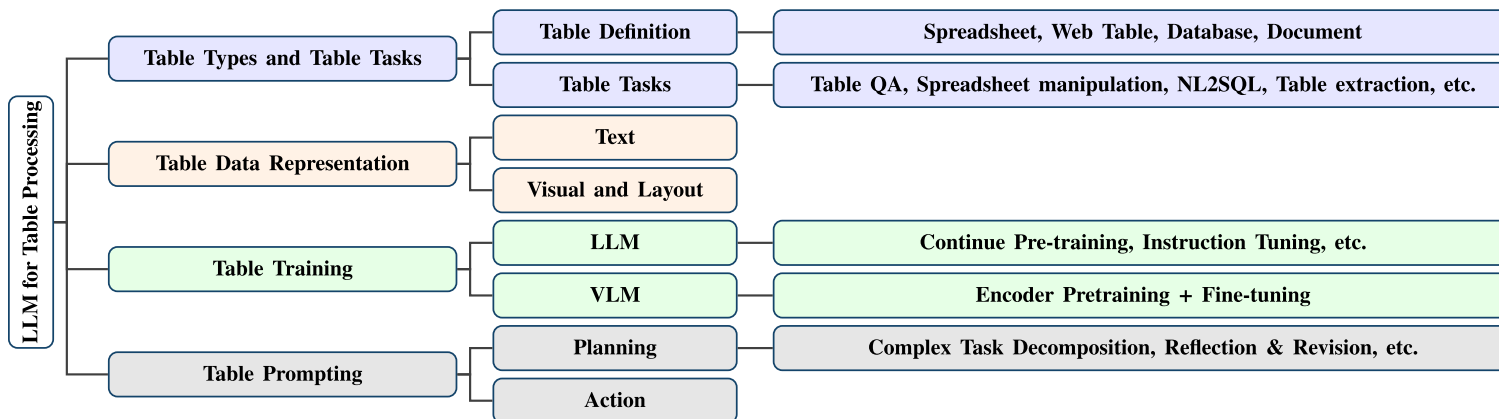 LLM for Table Processing
Table Types and Table Tasks
Table Definition
Spreadsheet, Web Table, Database, Document
Table Tasks
Table QA, Spreadsheet manipulation, NL2SQL, Table extraction, etc.
Table Data Representation
Text
Visual and Layout
Table Training
LLM
Continue Pre-training, Instruction Tuning, etc.
VLM
Encoder Pretraining + Fine-tuning
Table Prompting
Planning
Complex Task Decomposition, Reflection & Revision, etc.
Action